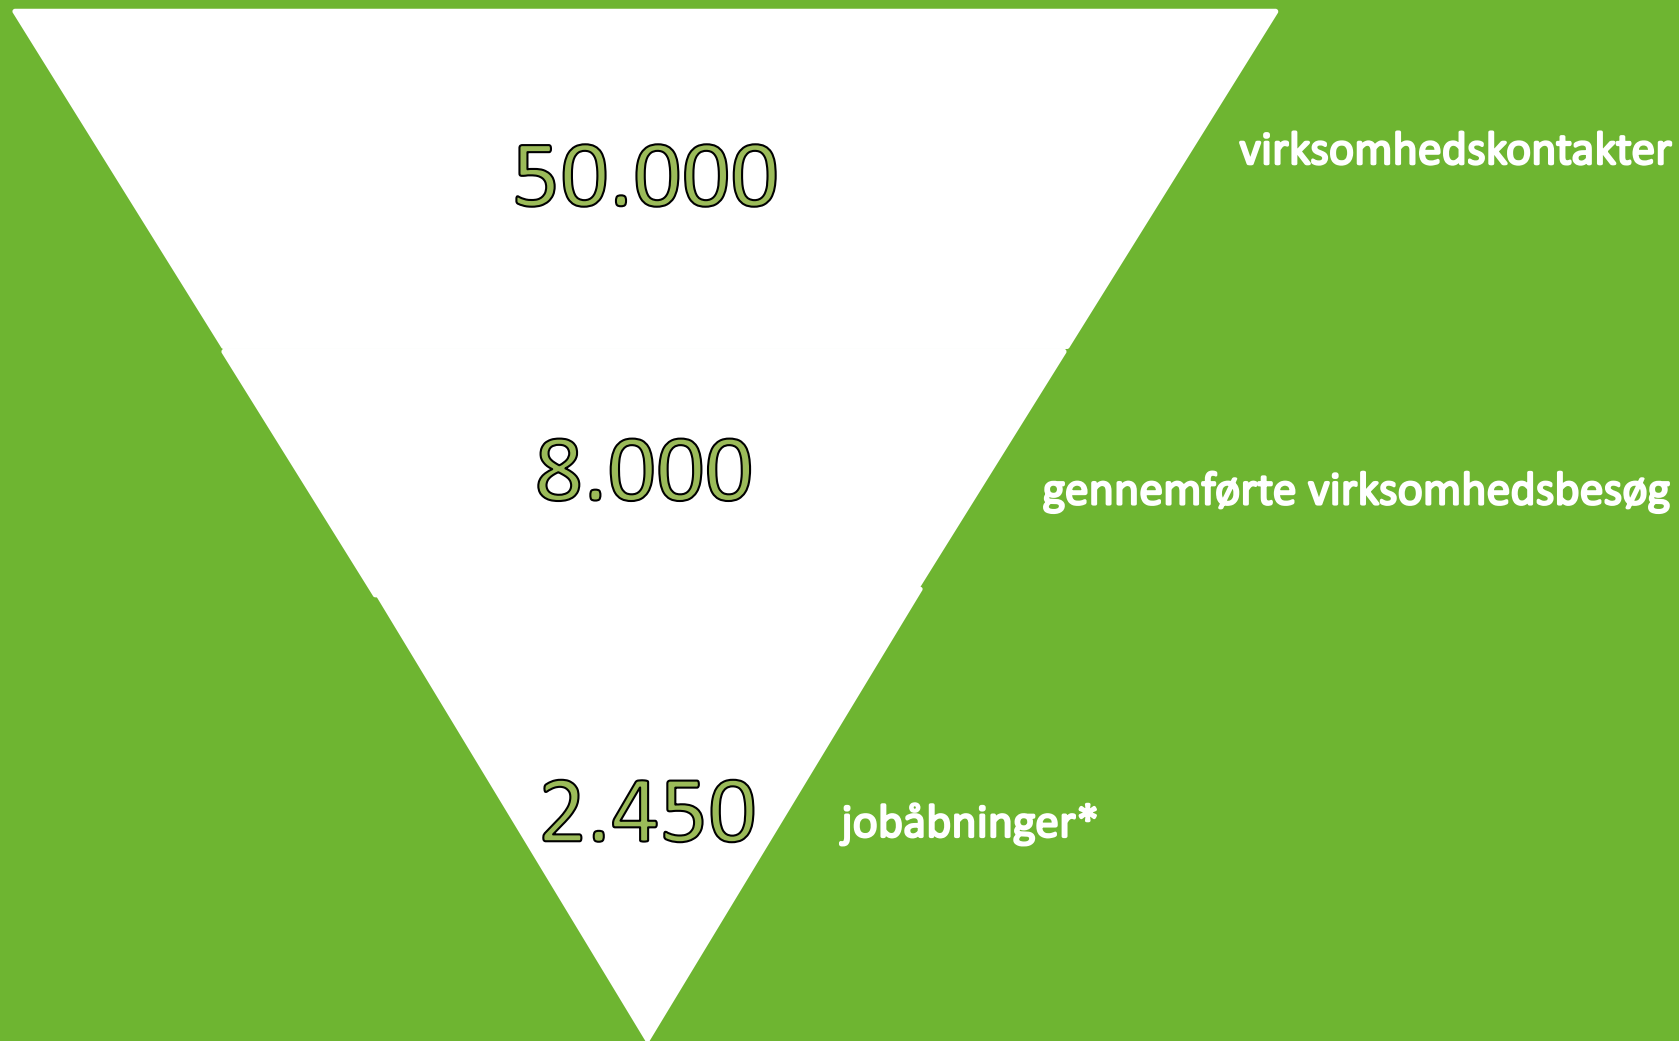 50.000
virksomhedskontakter
8.000
gennemførte virksomhedsbesøg
2.450
jobåbninger*